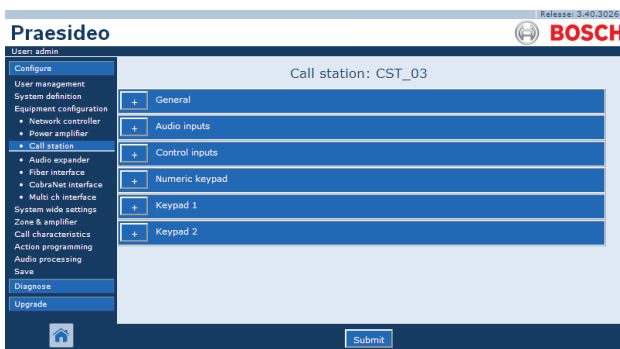 Release: 3.40.3026
Praesideo
BOSCH
User: admin
Configure
User management
System definition
Equipment configuration
• Network controller
• Power amplifier
• Call station
• Audio expander
• Fiber interface
• CobraNet interface
• Multi ch interface
System wide settings
Zone & amplifier
Call characteristics
Action programming
Audio processing
Save
Diagnose
Upgrade
Call station: CST_03
+ General
+ Audio inputs
+ Control inputs
+ Numeric keypad
+ Keypad 1
+ Keypad 2
Submit